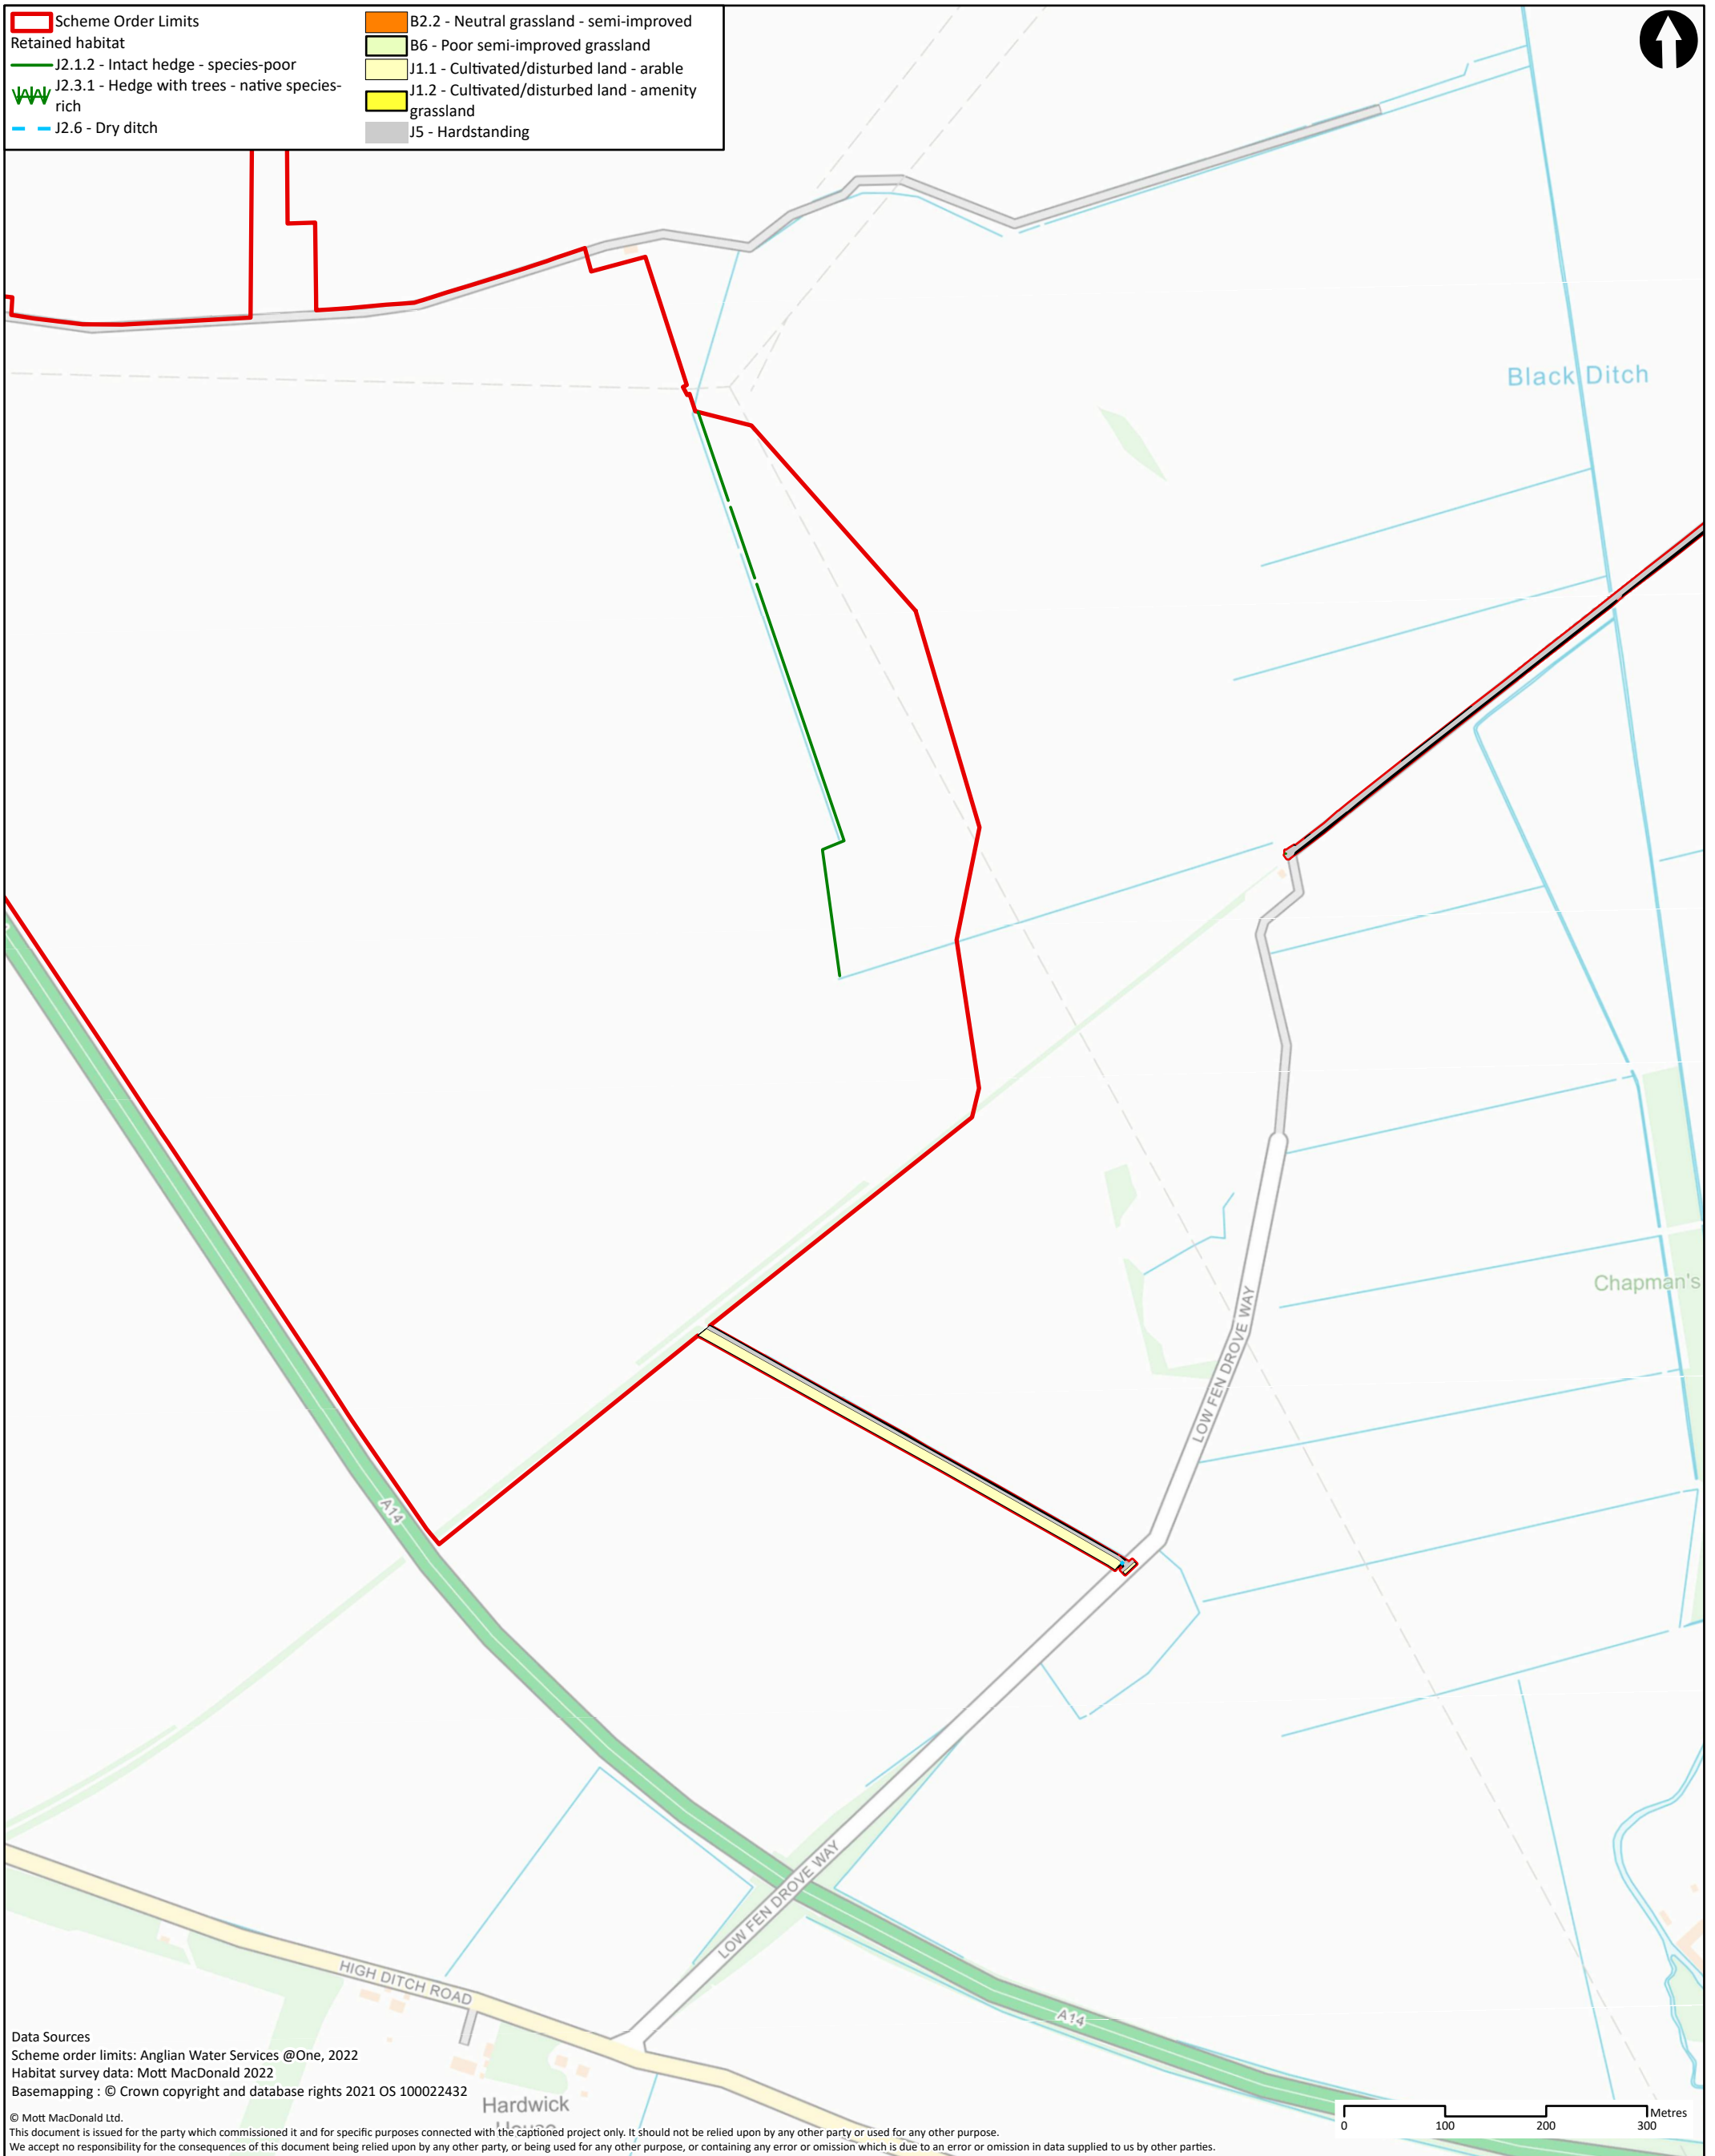 Scheme Order Limits
Retained habitat
J2.1.2 - Intact hedge - species-poor
J2.3.1 - Hedge with trees - native species-
rich
J2.6 - Dry ditch
B2.2 - Neutral grassland - semi-improved
B6 - Poor semi-improved grassland
J1.1 - Cultivated/disturbed land - arable
J1.2 - Cultivated/disturbed land - amenity
grassland
J5 - Hardstanding
Black Ditch
Chapman's
LOW FEN DROVE WAY
A14
LOW FEN DROVE WAY
HIGH DITCH ROAD
A14
Hardwick
House
Data Sources
Scheme order limits: Anglian Water Services @One, 2022
Habitat survey data: Mott MacDonald 2022
Basemapping : © Crown copyright and database rights 2021 OS 100022432
© Mott MacDonald Ltd.
This document is issued for the party which commissioned it and for specific purposes connected with the captioned project only. It should not be relied upon by any other party or used for any other purpose.
We accept no responsibility for the consequences of this document being relied upon by any other party, or being used for any other purpose, or containing any error or omission which is due to an error or omission in data supplied to us by other parties.
Metres
0 100 200 300